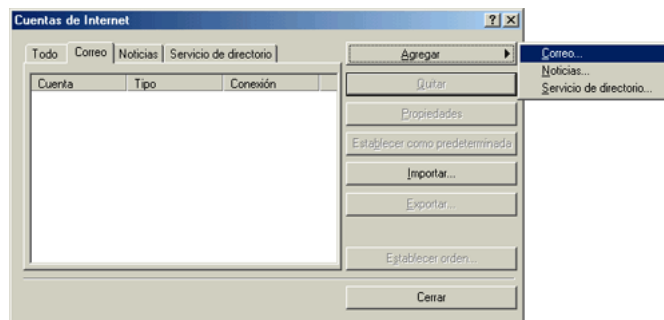 Cuentas de Internet
Todo Correo Noticias Servicio de directorio
Cuenta Tipo Conexión
Agregar
Quitar
Propiedades
Establecer como predeterminada
Importar...
Exportar...
Establecer orden...
Cerrar
Correo...
Noticias...
Servicio de directorio...